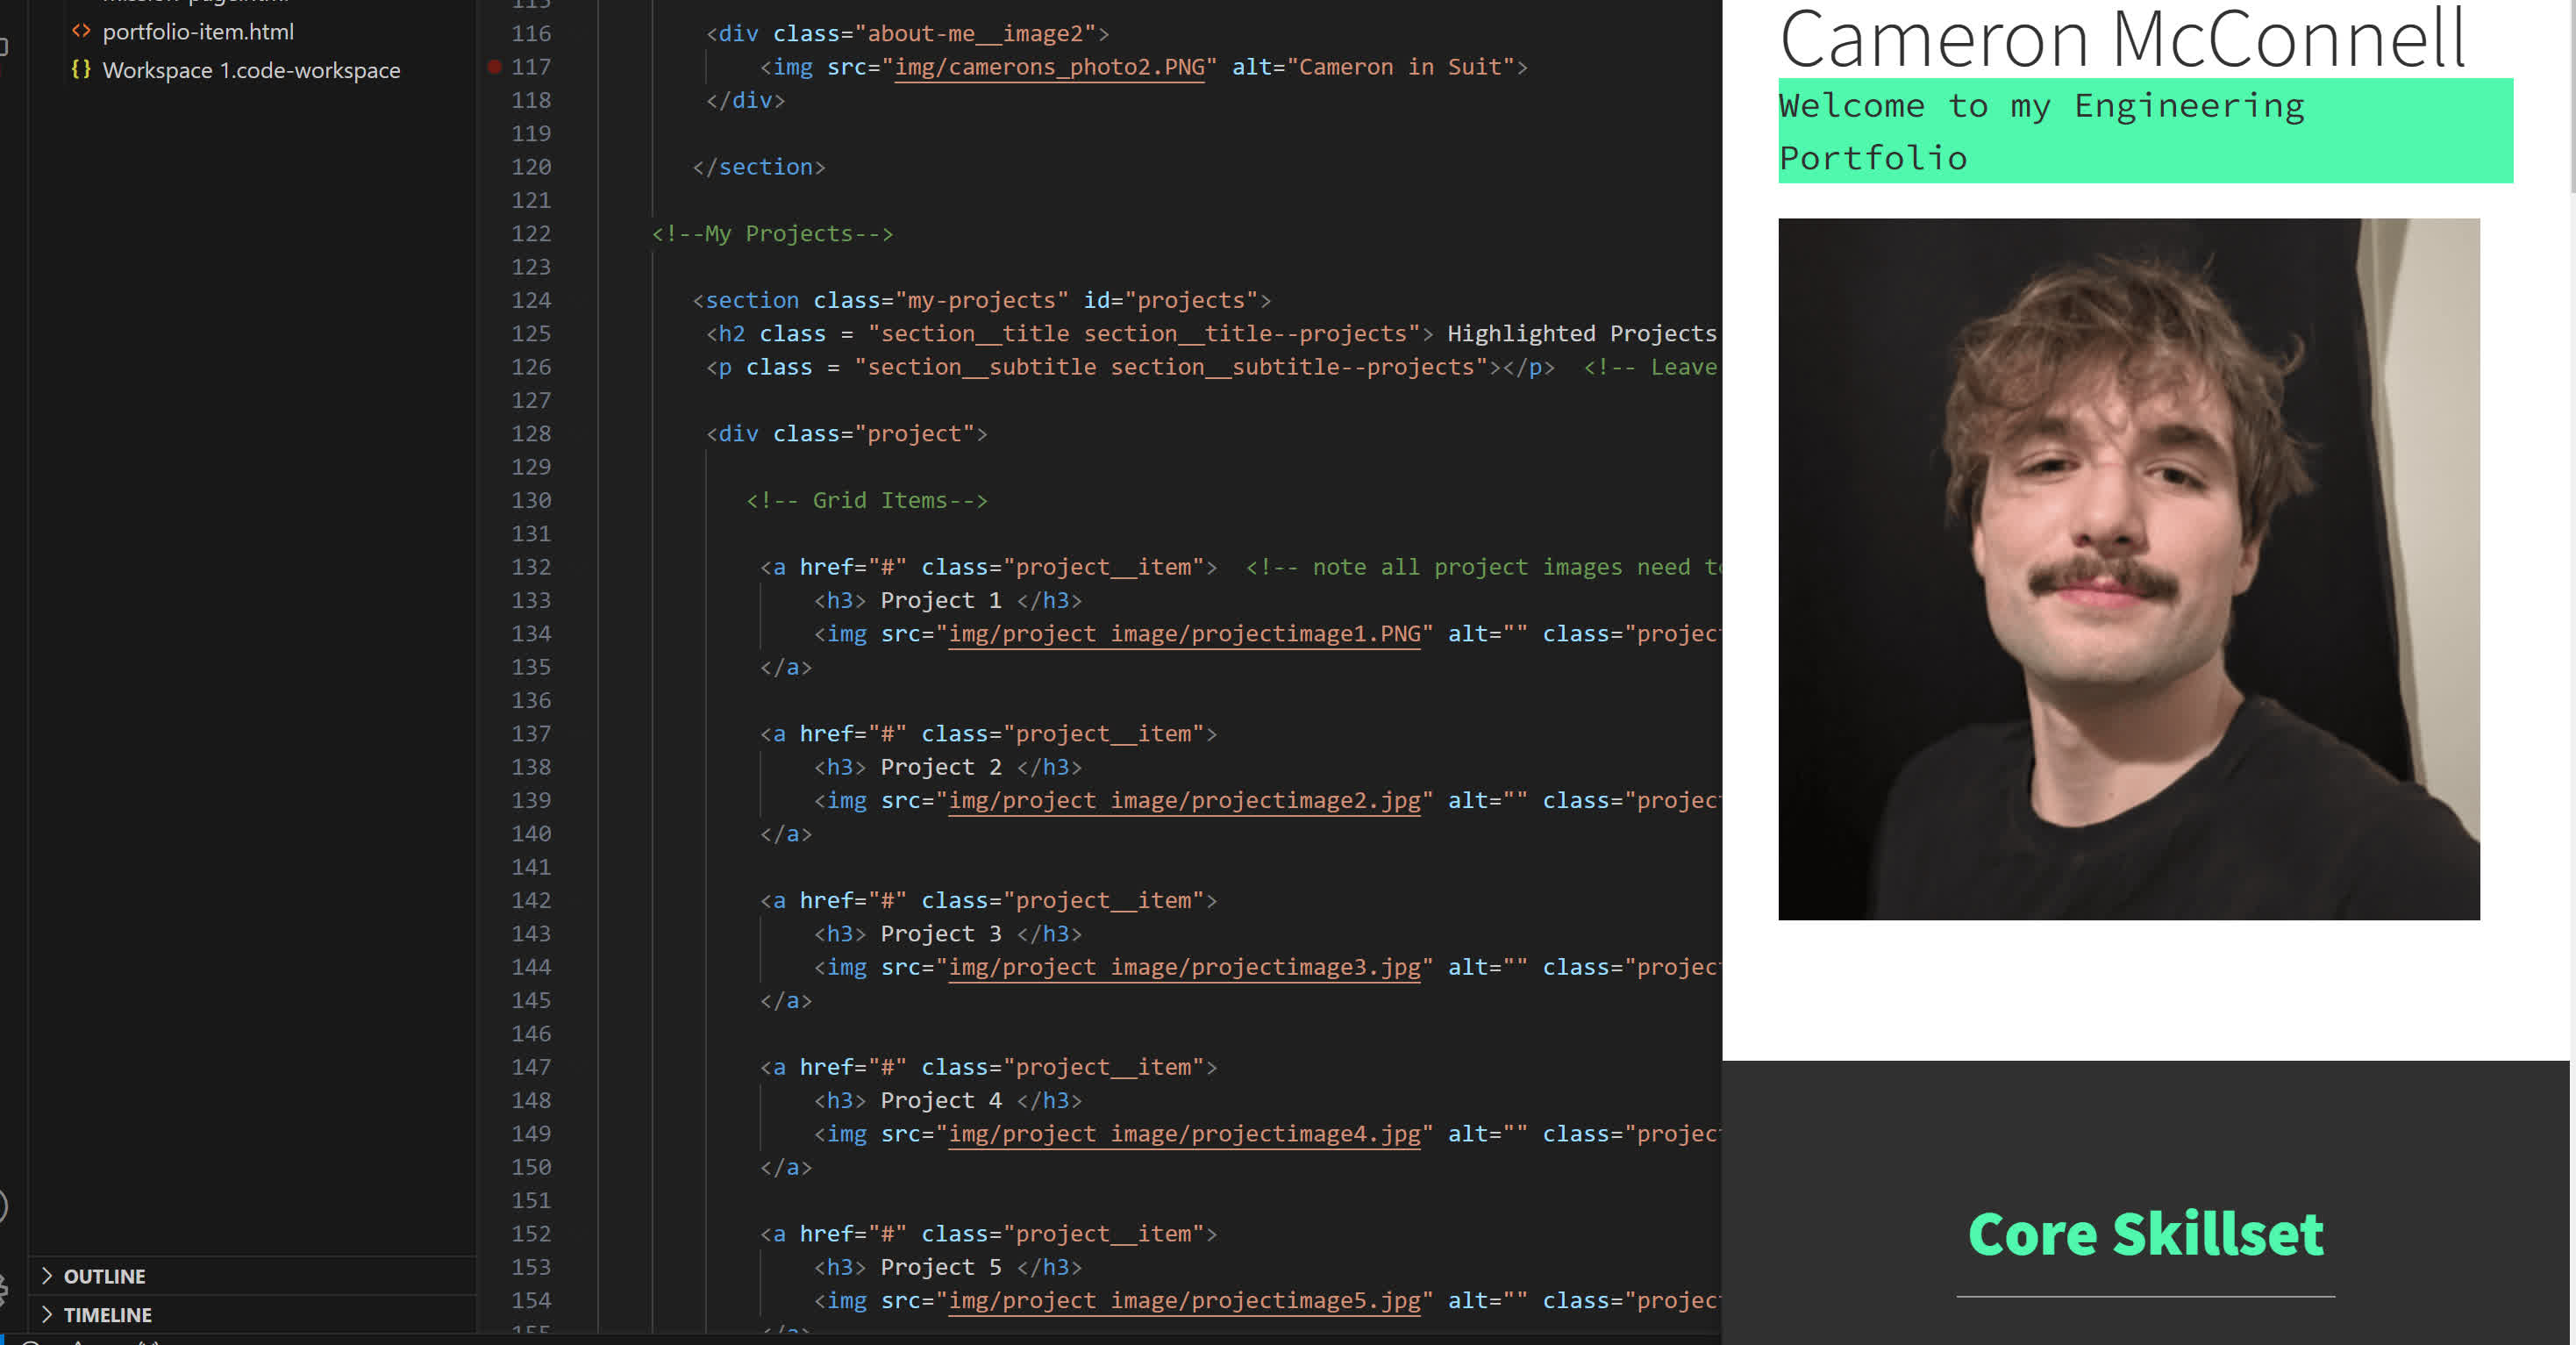 portfolio-item.html
Workspace 1.code-workspace
OUTLINE
TIMELINE
116 <div class="about-me__image2">
117 <img src="img/camerons_photo2.PNG" alt="Cameron in Suit">
118 </div>
119
120 </section>
121
122 <!--My Projects-->
123
124 <section class="my-projects" id="projects">
125 <h2 class = "section__title section__title--projects"> Highlighted Projects
126 <p class = "section__subtitle section__subtitle--projects"></p> <!-- Leave
127
128 <div class="project">
129
130 <!-- Grid Items-->
131
132 <a href="#" class="project__item"> <!-- note all project images need to
133 <h3> Project 1 </h3>
134 <img src="img/project image/projectimage1.PNG" alt="" class="project
135 </a>
136
137 <a href="#" class="project__item">
138 <h3> Project 2 </h3>
139 <img src="img/project image/projectimage2.jpg" alt="" class="project
140 </a>
141
142 <a href="#" class="project__item">
143 <h3> Project 3 </h3>
144 <img src="img/project image/projectimage3.jpg" alt="" class="project
145 </a>
146
147 <a href="#" class="project__item">
148 <h3> Project 4 </h3>
149 <img src="img/project image/projectimage4.jpg" alt="" class="project
150 </a>
151
152 <a href="#" class="project__item">
153 <h3> Project 5 </h3>
154 <img src="img/project image/projectimage5.jpg" alt="" class="project
Cameron McConnell
Welcome to my Engineering
Portfolio
Core Skillset